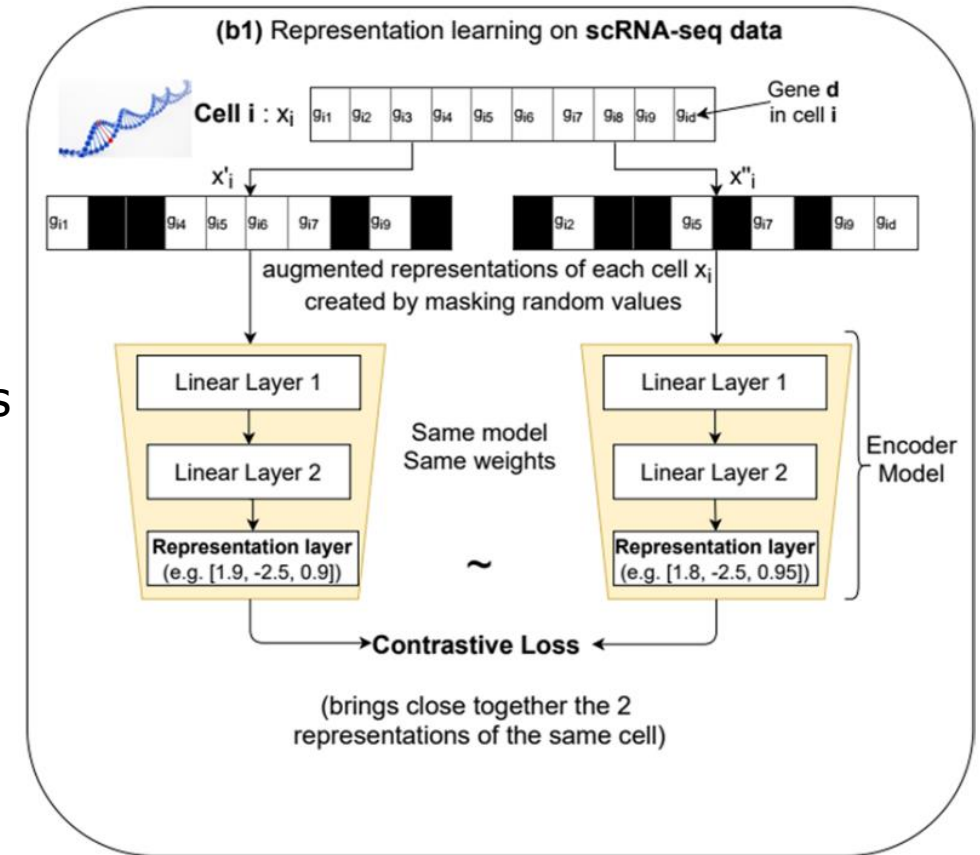 (b1) Representation learning on scRNA-seq data
Cell i : xi
gi1 gi2 gi3 gi4 gi5 gi6 gi7 gi8 gi9 gid
Gene d
in cell i
x'i
x"i
gi1 gi4 gi5 gi6 gi7 gi9
gi2 gi5 gi7 gi9 gid
augmented representations of each cell xi
created by masking random values
s
Linear Layer 1
Linear Layer 2
Representation layer
(e.g. [1.9, -2.5, 0.9])
Same model
Same weights
~
Linear Layer 1
Linear Layer 2
Representation layer
(e.g. [1.8, -2.5, 0.95])
Encoder
Model
Contrastive Loss
(brings close together the 2
representations of the same cell)